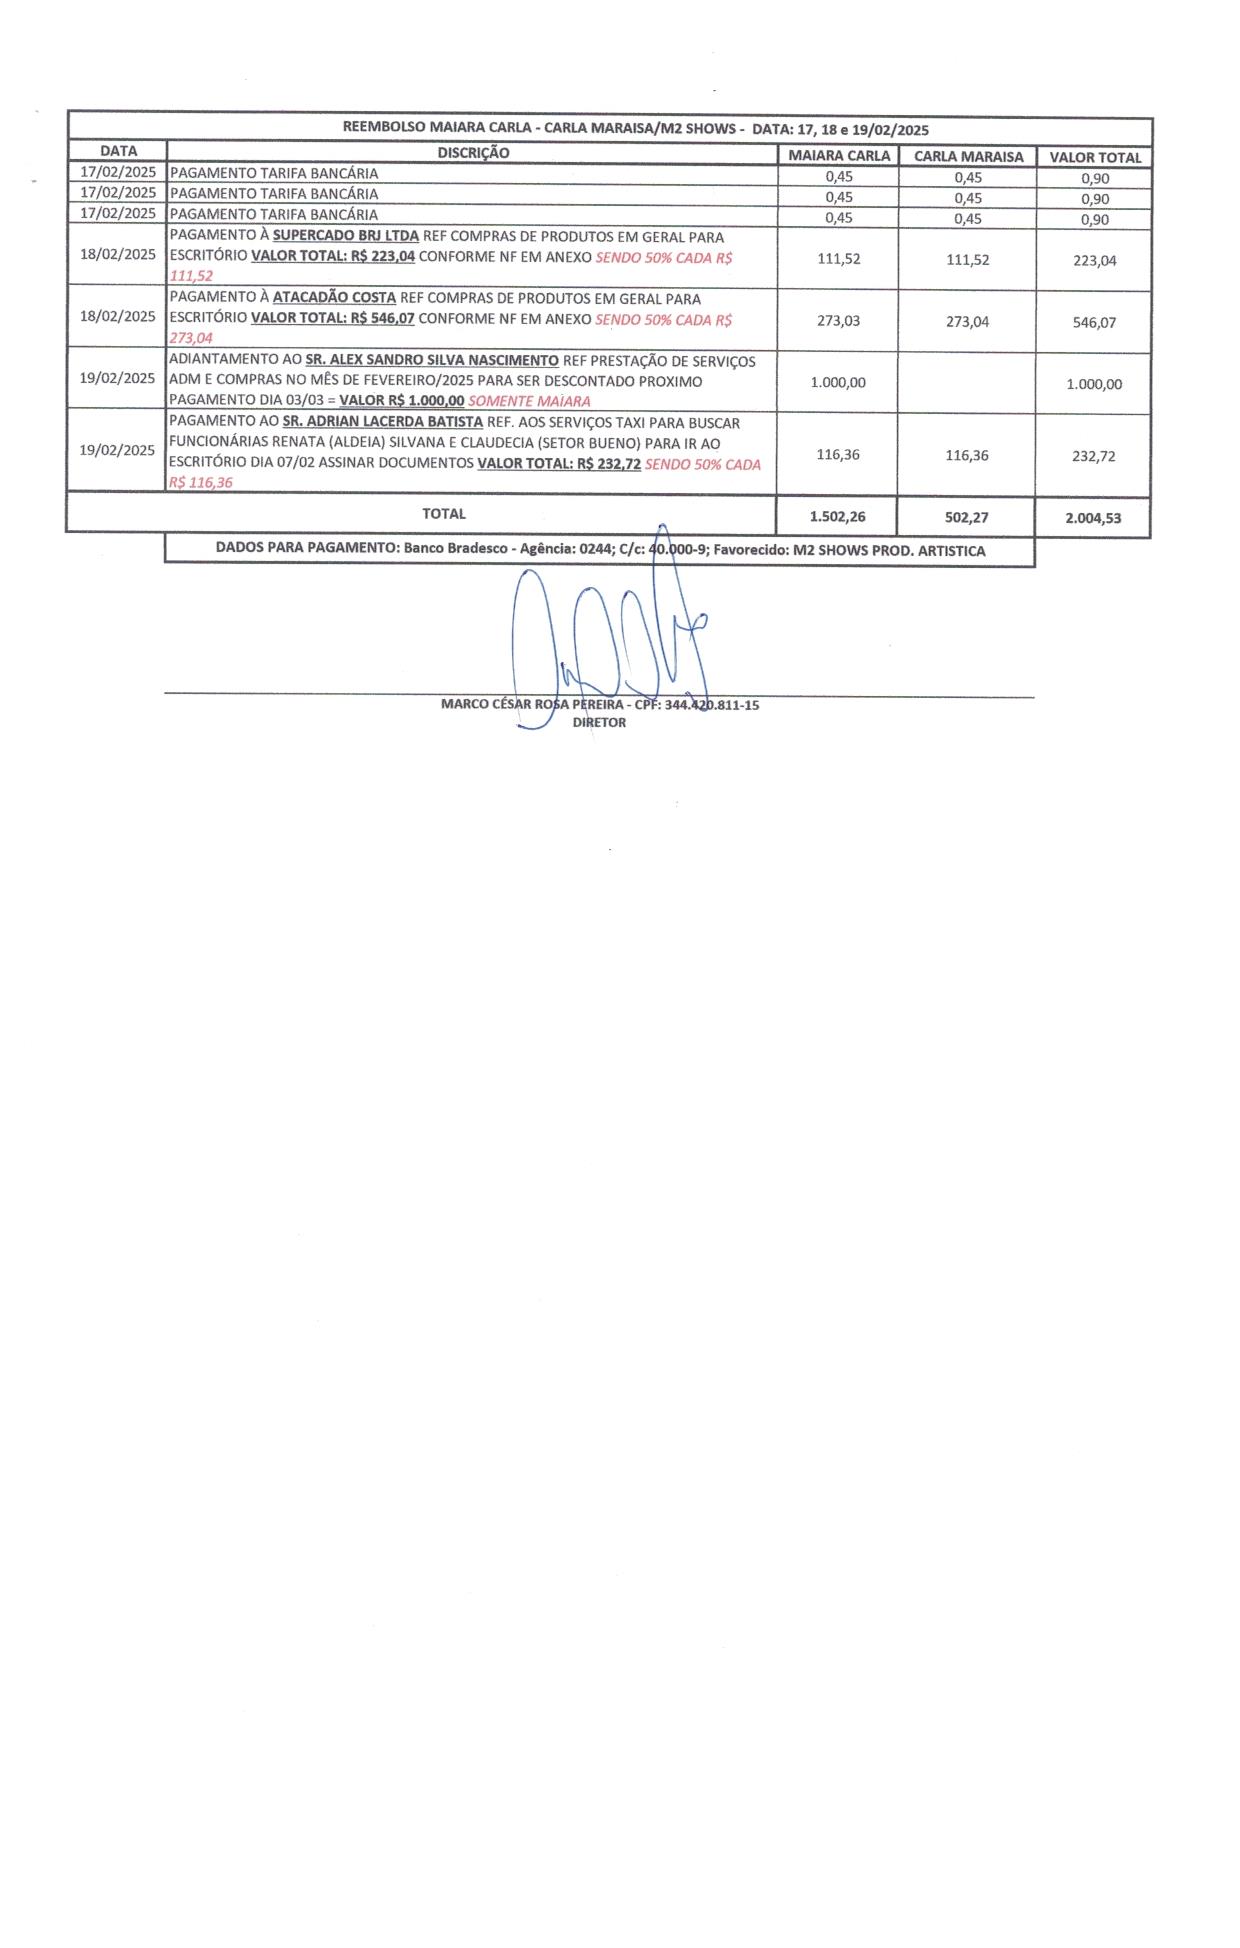 REEMBOLSO MAIARA CARLA - CARLA MARAISA/M2 SHOWS - DATA: 17, 18 e 19/02/2025
DATA DISCRIÇÃO MAIARA CARLA CARLA MARAISA VALOR TOTAL
17/02/2025 PAGAMENTO TARIFA BANCÁRIA 0,45 0,45 0,90
17/02/2025 PAGAMENTO TARIFA BANCÁRIA 0,45 0,45 0,90
17/02/2025 PAGAMENTO TARIFA BANCÁRIA 0,45 0,45 0,90
PAGAMENTO À SUPERCADO BRJ LTDA REF COMPRAS DE PRODUTOS EM GERAL PARA
18/02/2025 ESCRITÓRIO VALOR TOTAL: R$ 223,04 CONFORME NF EM ANEXO SENDO 50% CADA R$ 111,52 111,52 223,04
111,52
PAGAMENTO À ATACADÃO COSTA REF COMPRAS DE PRODUTOS EM GERAL PARA
18/02/2025 ESCRITÓRIO VALOR TOTAL: R$ 546,07 CONFORME NF EM ANEXO SENDO 50% CADA R$ 273,03 273,04 546,07
273,04
ADIANTAMENTO AO SR. ALEX SANDRO SILVA NASCIMENTO REF PRESTAÇÃO DE SERVIÇOS
19/02/2025 ADM E COMPRAS NO MÊS DE FEVEREIRO/2025 PARA SER DESCONTADO PROXIMO 1.000,00 1.000,00
PAGAMENTO DIA 03/03 = VALOR R$ 1.000,00 SOMENTE MAIARA
PAGAMENTO AO SR. ADRIAN LACERDA BATISTA REF. AOS SERVIÇOS TAXI PARA BUSCAR
19/02/2025 FUNCIONÁRIAS RENATA (ALDEIA) SILVANA E CLAUDECIA (SETOR BUENO) PARA IR AO 116,36 116,36 232,72
ESCRITÓRIO DIA 07/02 ASSINAR DOCUMENTOS VALOR TOTAL: R$ 232,72 SENDO 50% CADA
R$ 116,36
TOTAL 1.502,26 502,27 2.004,53
DADOS PARA PAGAMENTO: Banco Bradesco - Agência: 0244; C/c: 40.000-9; Favorecido: M2 SHOWS PROD. ARTISTICA
MARCO CÉSAR ROSA PEREIRA - CPF: 344.420.811-15
DIRETOR